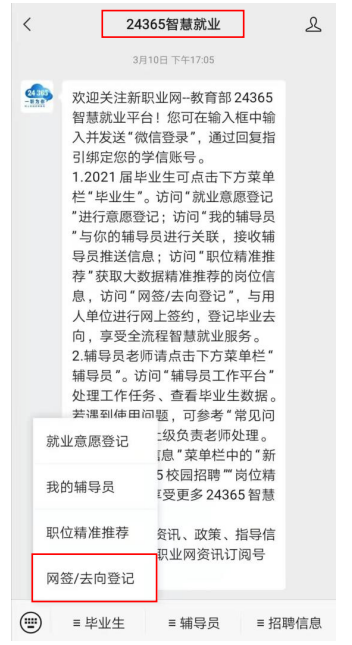 24365智慧就业
3月10日 下午17:05
24 365
欢迎关注新职业网--教育部24365
智慧就业平台！您可在输入框中输
入并发送“微信登录”，通过回复指
引绑定您的学信账号。
1.2021 届毕业生可点击下方菜单
栏“毕业生”。访问“就业意愿登记
”进行意愿登记；访问“我的辅导员
”与你的辅导员进行关联，接收辅
导员推送信息；访问“职位精准推
荐”获取大数据精准推荐的岗位信
息，访问“网签/去向登记”，与用
人单位进行网上签约，登记毕业去
向，享受全流程智慧就业服务。
2.辅导员老师请点击下方菜单栏“
辅导员”。访问“辅导员工作平台”
处理工作任务、查看毕业生数据。
若遇到使用问题，可参考“常见问
上级负责老师处理。
信息”菜单栏中的“新
5 校园招聘”“岗位精
享受更多 24365 智慧
资讯、政策、指导信
职业网资讯订阅号
就业意愿登记
我的辅导员
职位精准推荐
网签/去向登记
≡ 毕业生
≡ 辅导员
≡ 招聘信息